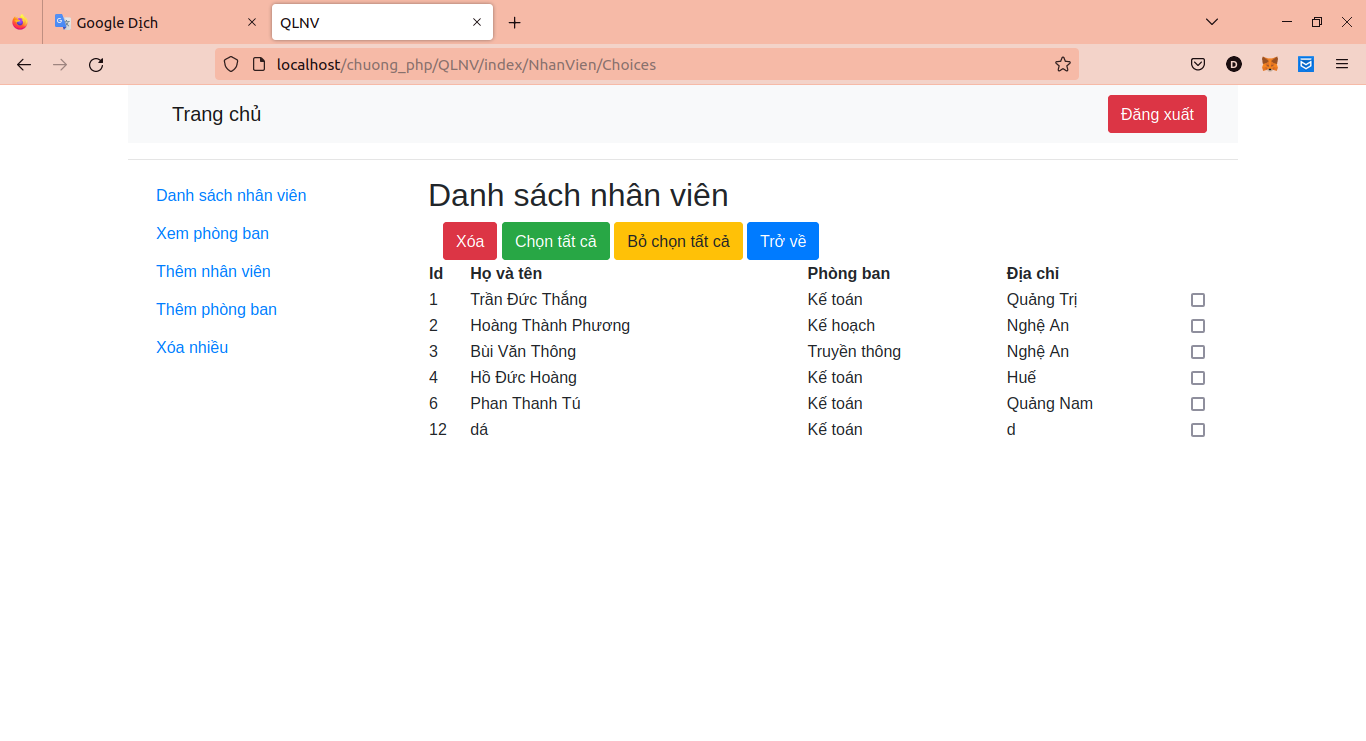 Google Dịch
QLNV
localhost/chuong_php/QLNV/index/NhanVien/Choices
D
Trang chủ
Đăng xuất
Danh sách nhân viên
Xem phòng ban
Thêm nhân viên
Thêm phòng ban
Xóa nhiều
Danh sách nhân viên
Xóa Chọn tất cả Bỏ chọn tất cả Trở về
Id Họ và tên Phòng ban Địa chỉ
1 Trần Đức Thắng Kế toán Quảng Trị
2 Hoàng Thành Phương Kế hoạch Nghệ An
3 Bùi Văn Thông Truyền thông Nghệ An
4 Hồ Đức Hoàng Kế toán Huế
6 Phan Thanh Tú Kế toán Quảng Nam
12 dá Kế toán d